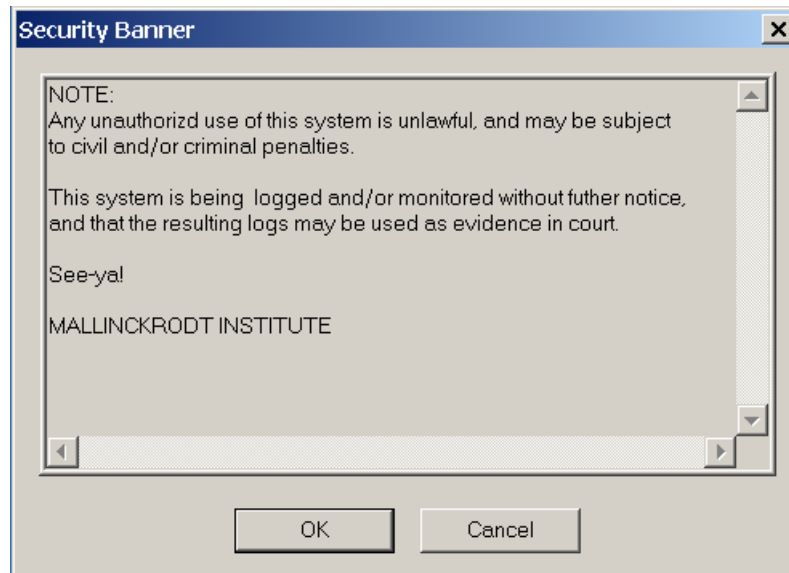 Security Banner
NOTE:
Any unauthorizd use of this system is unlawful, and may be subject
to civil and/or criminal penalties.
This system is being  logged and/or monitored without futher notice,
and that the resulting logs may be used as evidence in court.
See-ya!
MALLINCKRODT INSTITUTE
OK
Cancel